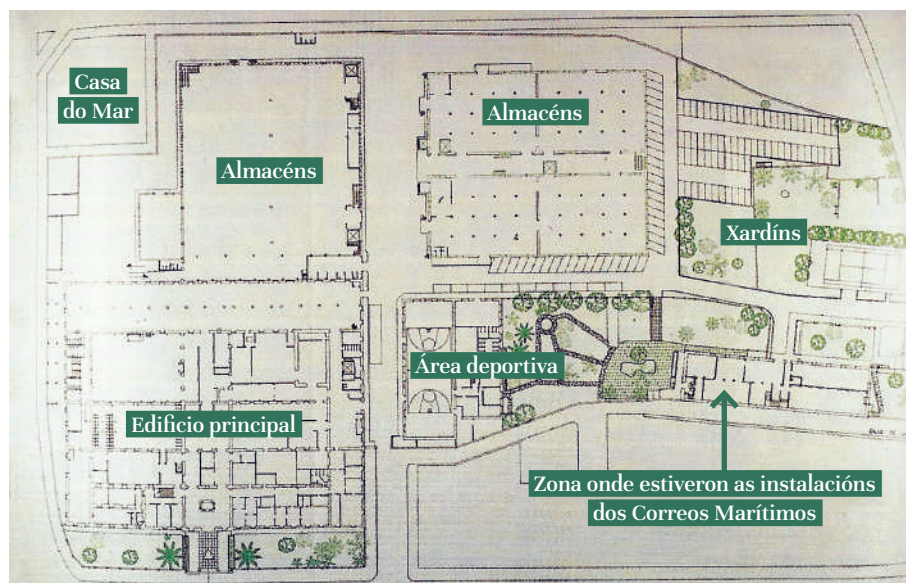 Casa
do Mar
Almacéns
Almacéns
Xardíns
Área deportiva
Edificio principal
Zona onde estiveron as instalacións
dos Correos Marítimos